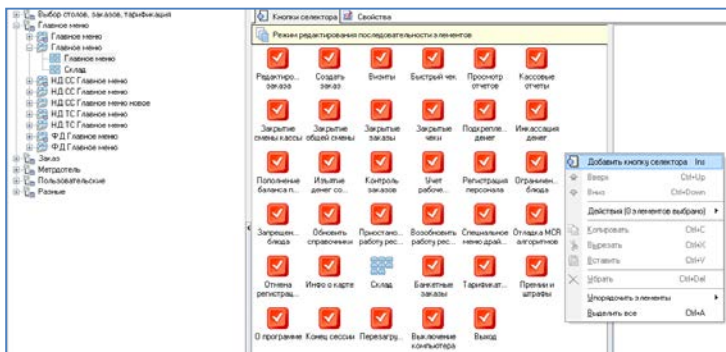 Выбор столов, заказов, тарификация
Главное меню
Главное меню
Главное меню
Главное меню
Склад
НД СС Главное меню
НД СС Главное меню
НД СС Главное меню новое
НД ТС Главное меню
НД ТС Главное меню
ФД Главное меню
ФД Главное меню
Заказ
Метрдотель
Пользовательские
Разные
Кнопки селектора Свойства
Режим редактирования последовательности элементов
Редактиро... заказа
Создать заказ
Визиты
Быстрый чек
Просмотр отчетов
Кассовые отчеты
Закрытие смены кассы
Закрытие общей смены
Закрытые заказы
Закрытые чеки
Подкрепле... денег
Инкассация денег
Пополнение баланса п...
Изъятие денег со...
Контроль заказов
Учет рабоче...
Регистрация персонала
Ограничен... блюда
Запрещен... блюда
Обновить справочники
Приостано... работу рес...
Возобновить работу рес...
Специальное меню драй...
Отладка MCR алгоритмов
Отмена регистрац...
Инфо о карте
Склад
Банкетные заказы
Тарификат...
Премии и штрафы
О программе
Конец сессии
Перезагру...
Выключение компьютера
Выход
Добавить кнопку селектора Ins
Вверх Ctrl+Up
Вниз Ctrl+Down
Действия (0 элементов выбрано)
Копировать Ctrl+C
Вырезать Ctrl+X
Вставить Ctrl+V
Убрать Ctrl+Del
Упорядочить элементы
Выделить все Ctrl+A